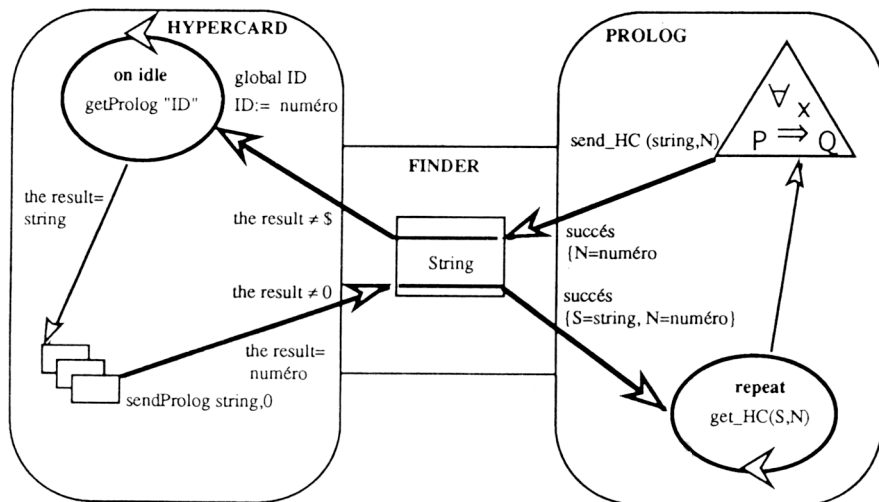 HYPERCARD
on idle
getProlog "ID"
global ID
ID:= numéro
the result=
string
the result ≠ $
the result ≠ 0
the result=
numéro
sendProlog string,0
FINDER
String
PROLOG
∀
x
P ⇒ Q
send_HC (string,N)
succés
{N=numéro
succés
{S=string, N=numéro}
repeat
get_HC(S,N)